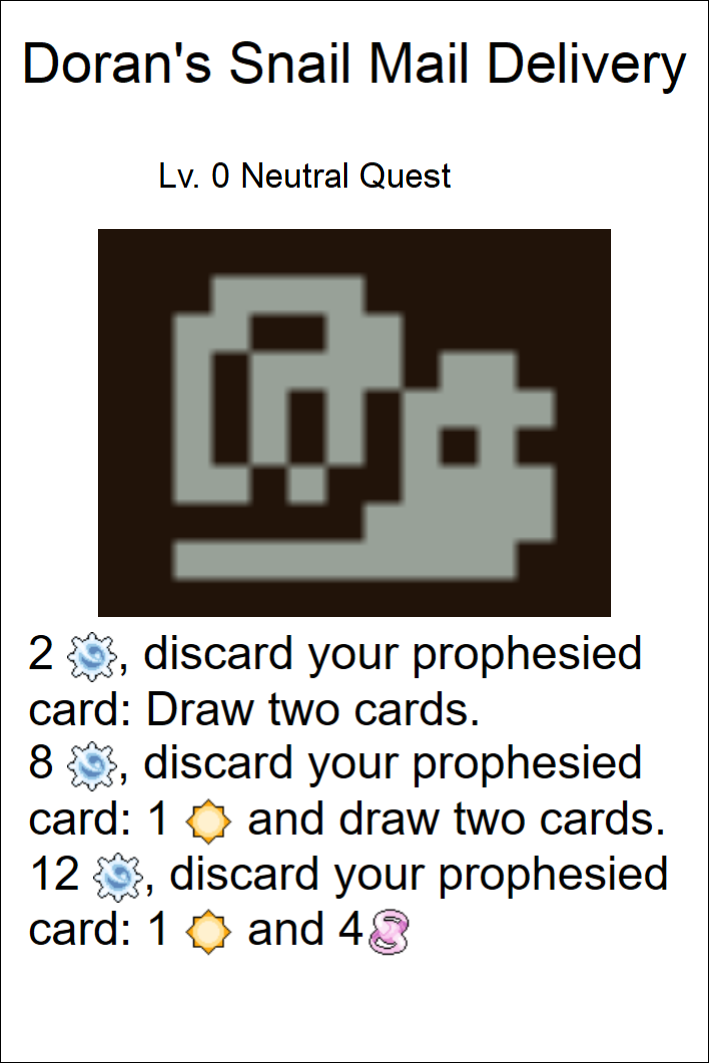 Doran's Snail Mail Delivery
Lv. 0 Neutral Quest
2 , discard your prophesied
card: Draw two cards.
8 , discard your prophesied
card: 1 and draw two cards.
12 , discard your prophesied
card: 1 and 4